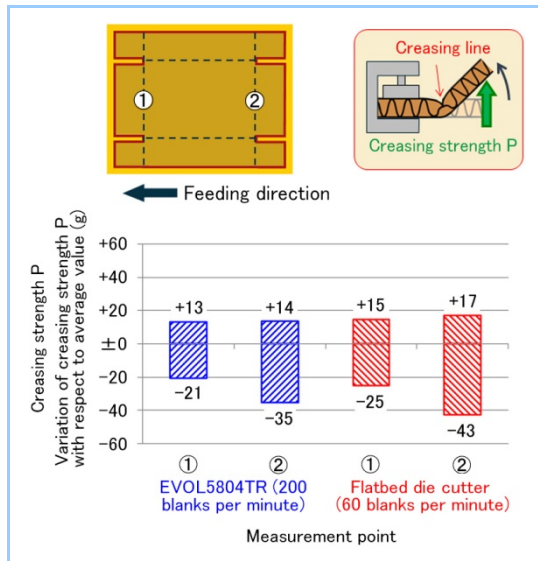 Creasing line
① ②
Creasing strength P
Feeding direction
Creasing strength P
Variation of creasing strength P
with respect to average value (g)
+60
+40
+20
±0
−20
−40
−60
+13
+14
+15
+17
−21
−35
−25
−43
① ② ① ②
EVOL5804TR (200
blanks per minute)
Flatbed die cutter
(60 blanks per minute)
Measurement point